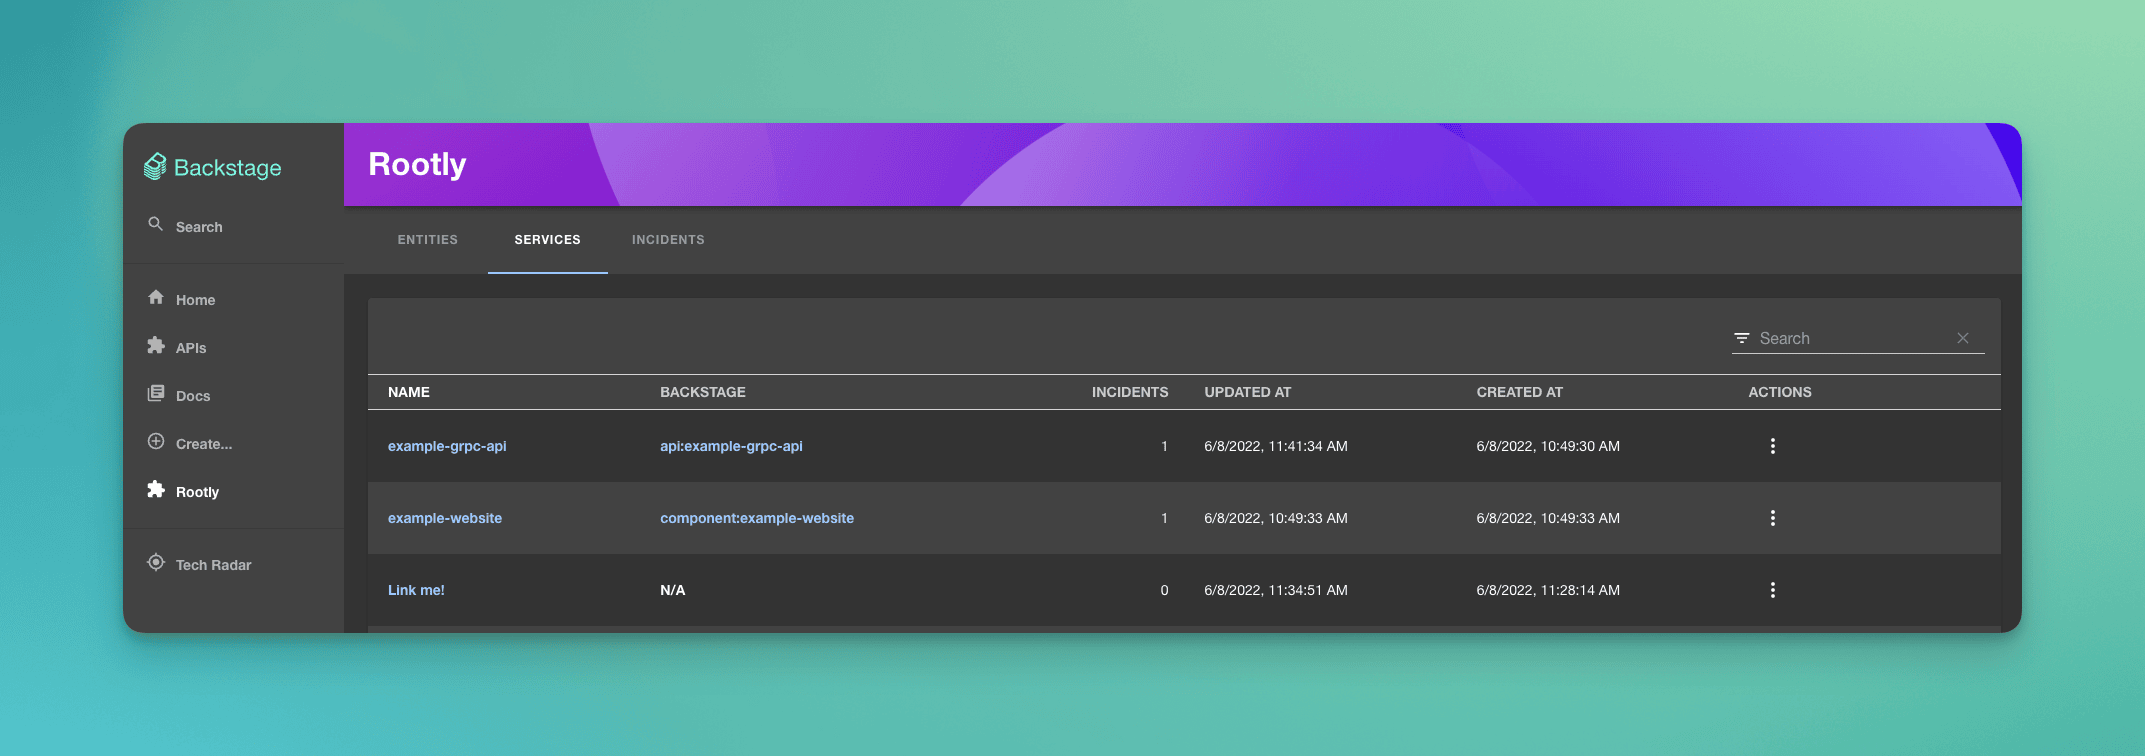 Backstage
Search
Home
APIs
Docs
Create...
Rootly
Tech Radar
Rootly
ENTITIES SERVICES INCIDENTS
Search
NAME BACKSTAGE INCIDENTS UPDATED AT CREATED AT ACTIONS
example-grpc-api api:example-grpc-api 1 6/8/2022, 11:41:34 AM 6/8/2022, 10:49:30 AM
example-website component:example-website 1 6/8/2022, 10:49:33 AM 6/8/2022, 10:49:33 AM
Link me! N/A 0 6/8/2022, 11:34:51 AM 6/8/2022, 11:28:14 AM